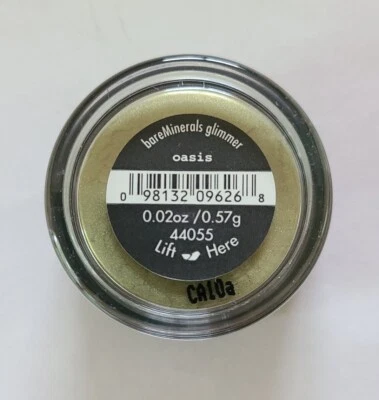 bareMinerals glimmer
oasis
0 98132 09626 8
0.02oz /0.57g
44055
Lift Here
CA10a